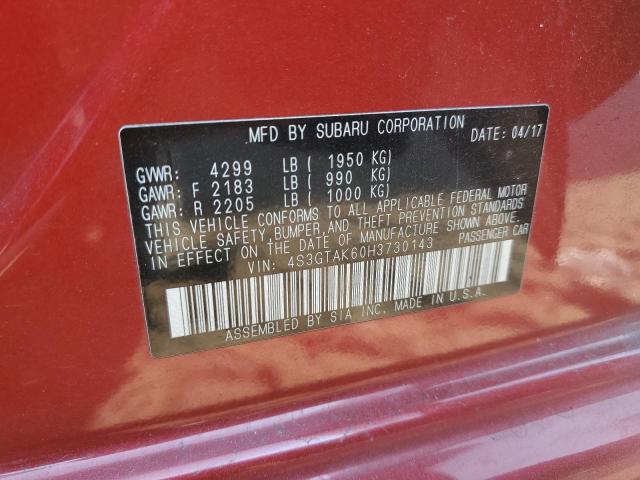 MFD BY SUBARU CORPORATION DATE: 04/17
GVWR: 4299 LB ( 1950 KG)
GAWR: F 2183 LB ( 990 KG)
GAWR: R 2205 LB ( 1000 KG)
THIS VEHICLE CONFORMS TO ALL APPLICABLE FEDERAL MOTOR
VEHICLE SAFETY, BUMPER, AND THEFT PREVENTION STANDARDS
IN EFFECT ON THE DATE OF MANUFACTURE SHOWN ABOVE.
VIN: 4S3GTAK60H3730143 PASSENGER CAR
ASSEMBLED BY SIA INC. MADE IN U.S.A.